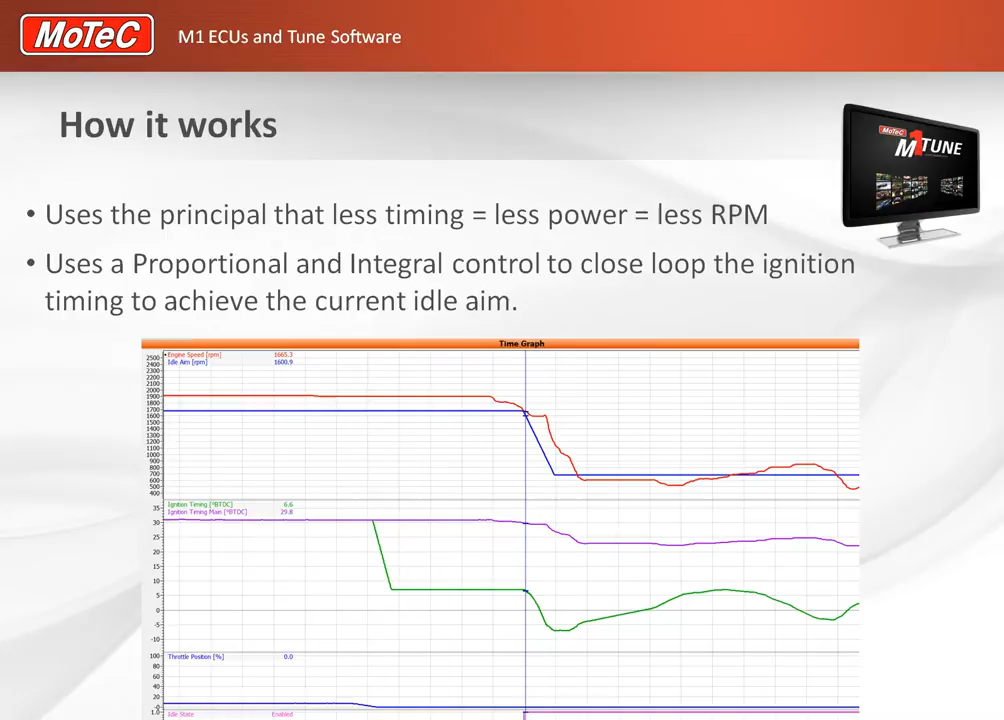 MoTeC
M1 ECUs and Tune Software
How it works
MoTeC
M1 TUNE
• Uses the principal that less timing = less power = less RPM
• Uses a Proportional and Integral control to close loop the ignition
timing to achieve the current idle aim.
Time Graph
Engine Speed [rpm] 1665.3
Idle Aim [rpm] 1600.9
2500
2400
2300
2200
2100
2000
1900
1800
1700
1600
1500
1400
1300
1200
1100
1000
900
800
700
600
500
400
Ignition Timing [°BTDC] 6.6
Ignition Timing Main [°BTDC] 29.8
35
30
25
20
15
10
5
0
-5
-10
Throttle Position [%] 0.0
100
80
60
40
20
-0
1.0
Idle State Enabled